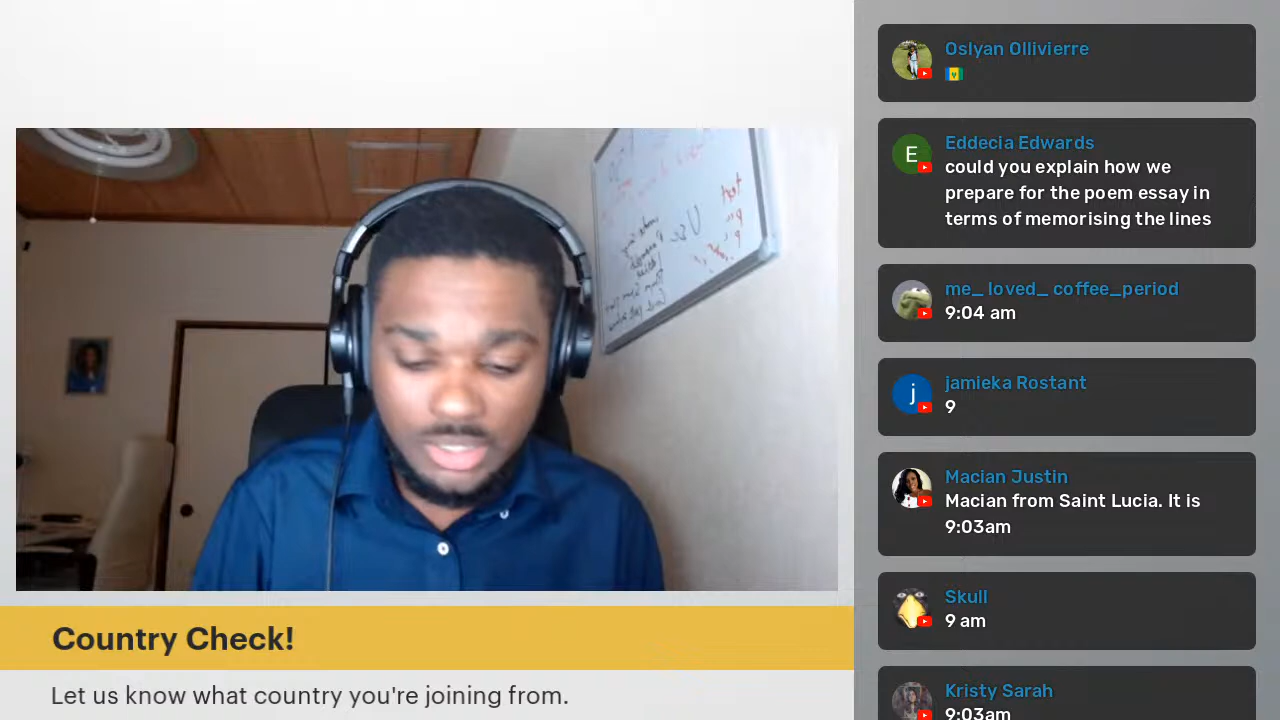 Oslyan Ollivierre
Eddecia Edwards
could you explain how we
prepare for the poem essay in
terms of memorising the lines
me_ loved_ coffee_period
9:04 am
jamieka Rostant
9
Macian Justin
Macian from Saint Lucia. It is
9:03am
Skull
9 am
Kristy Sarah
9:03am
Country Check!
Let us know what country you're joining from.
E
j